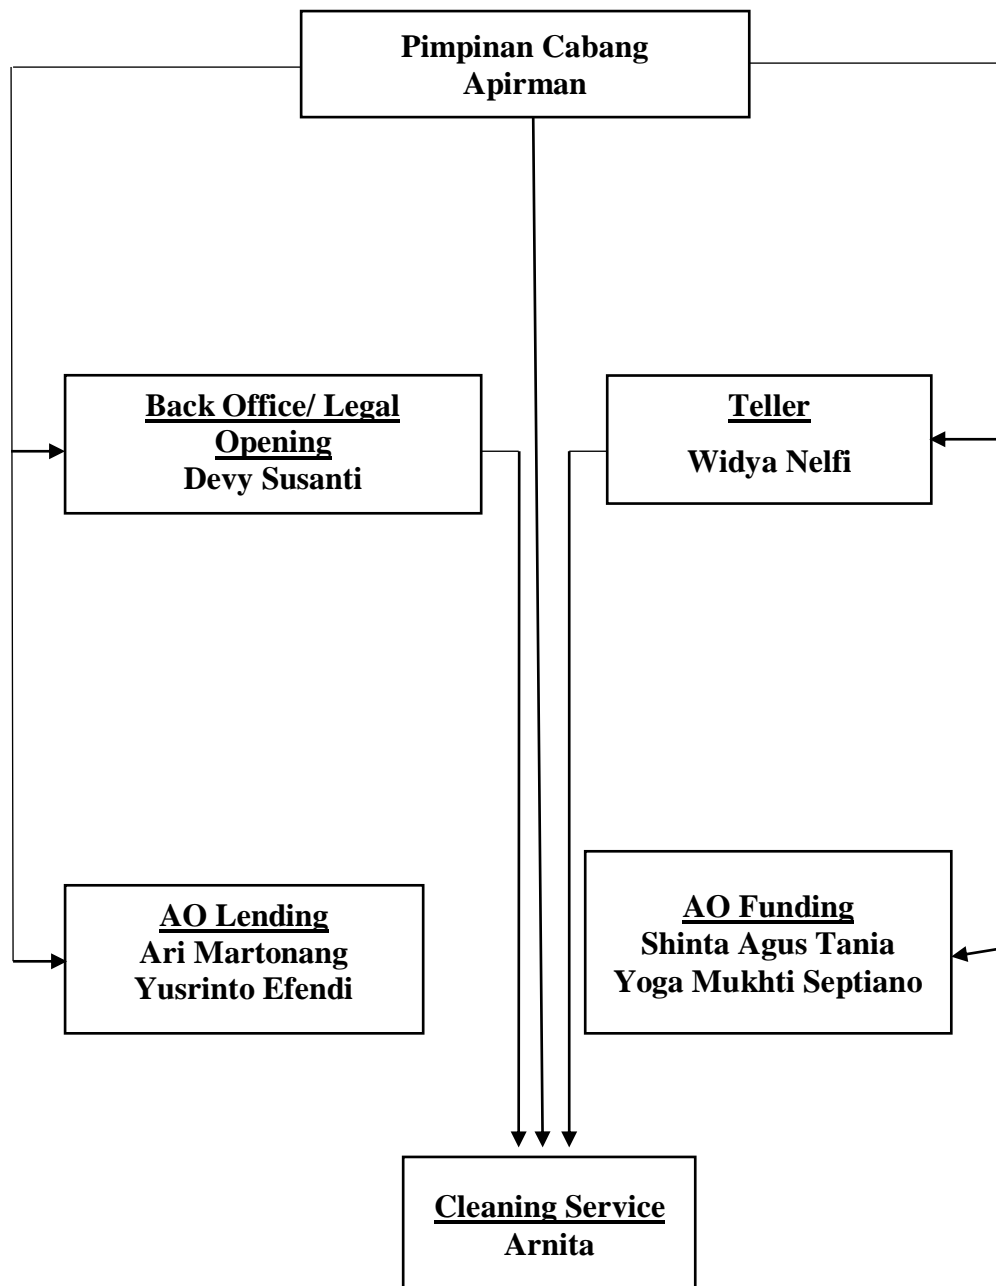 Pimpinan Cabang
Apirman
Back Office/ Legal
Opening
Devy Susanti
Teller
Widya Nelfi
AO Lending
Ari Martonang
Yusrinto Efendi
AO Funding
Shinta Agus Tania
Yoga Mukhti Septiano
Cleaning Service
Arnita